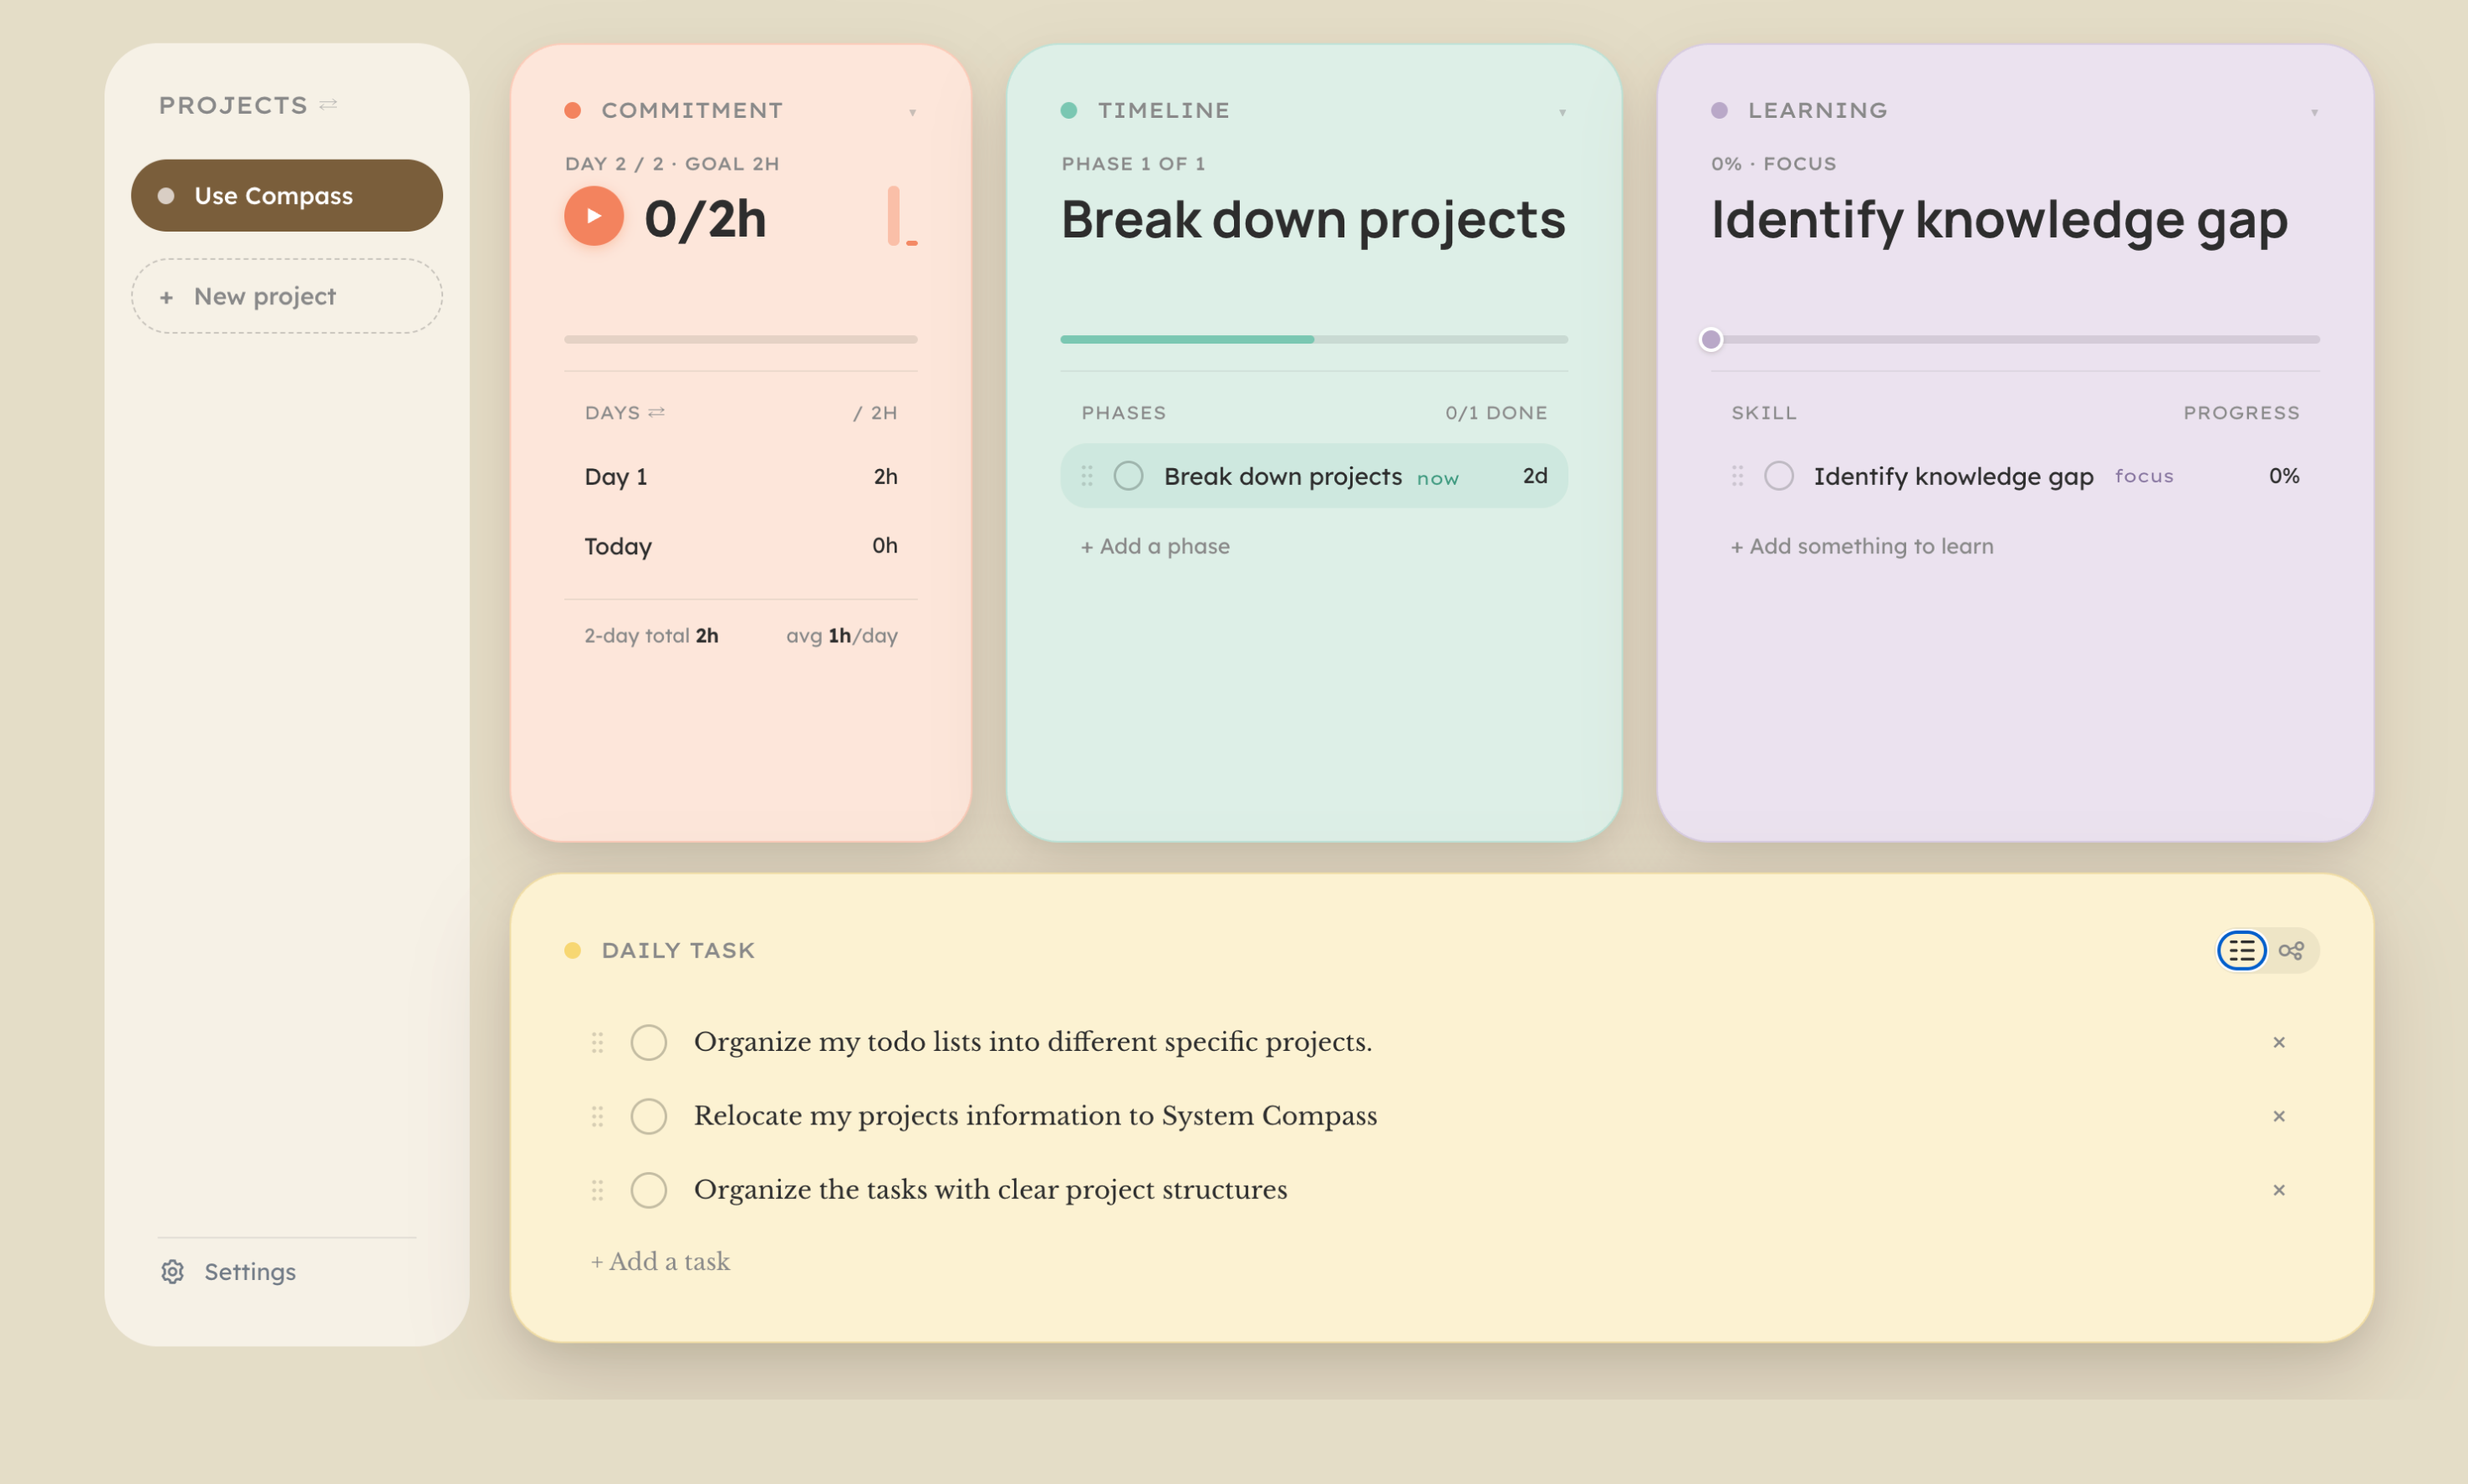 PROJECTS ⇄
Use Compass
+ New project
Settings
COMMITMENT
DAY 2 / 2 · GOAL 2H
0/2h
DAYS ⇄ / 2H
Day 1 2h
Today 0h
2-day total 2h avg 1h/day
TIMELINE
PHASE 1 OF 1
Break down projects
PHASES 0/1 DONE
Break down projects now 2d
+ Add a phase
LEARNING
0% · FOCUS
Identify knowledge gap
SKILL PROGRESS
Identify knowledge gap focus 0%
+ Add something to learn
DAILY TASK
Organize my todo lists into different specific projects. ×
Relocate my projects information to System Compass ×
Organize the tasks with clear project structures ×
+ Add a task